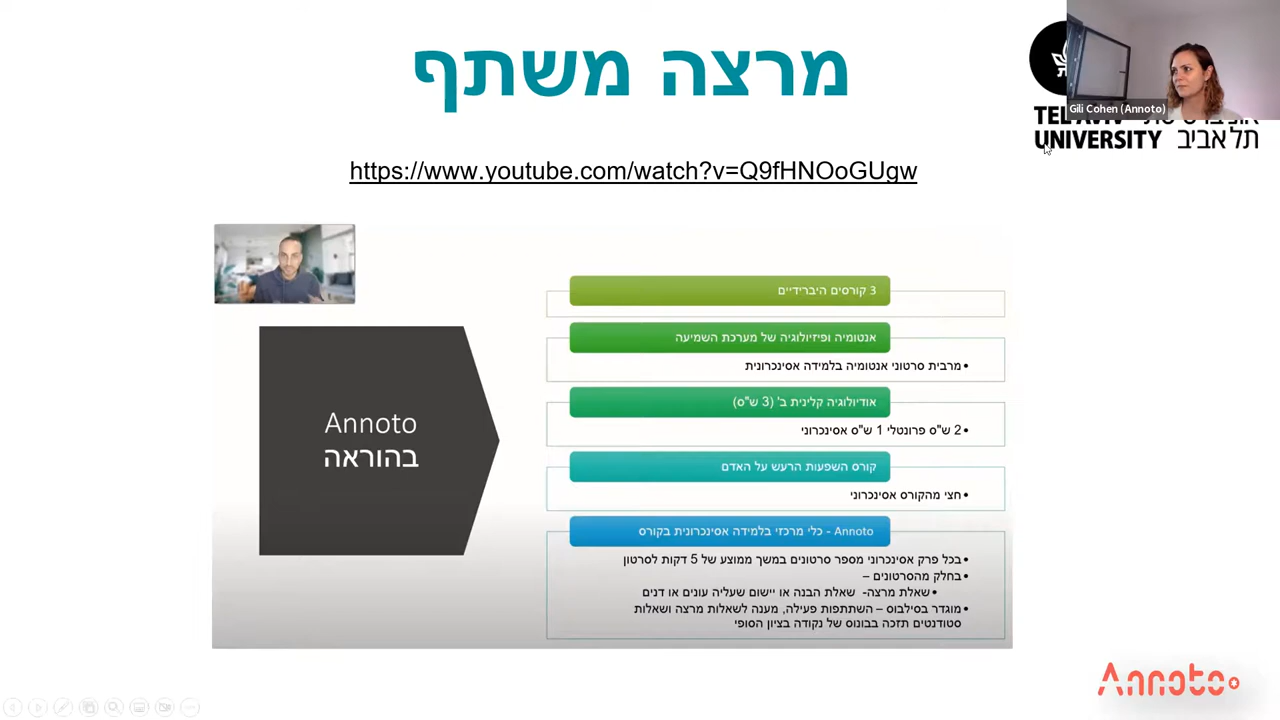 מרצה משתף
Gili Cohen (Annoto)
UNIVERSITY תל אביב
https://www.youtube.com/watch?v=Q9fHNOoGUgw
Annoto
בהוראה
3 קורסים היברידיים
אנטומיה ופיזיולוגיה של מערכת השמיעה
• מרבית סרטוני אנטומיה בלמידה אסינכרונית
אודיולוגיה קלינית ב' (3 ש"ס)
• 2 ש"ס פרונטלי 1 ש"ס אסינכרוני
קורס השפעות הרעש על האדם
• חצי מהקורס אסינכרוני
Annoto - כלי מרכזי בלמידה אסינכרונית בקורס
• בכל פרק אסינכרוני מספר סרטונים במשך ממוצע של 5 דקות לסרטון
• בחלק מהסרטונים –
• שאלת מרצה- שאלת הבנה או יישום שעליה עונים או דנים
• מוגדר בסילבוס – השתתפות פעילה, מענה לשאלות מרצה ושאלות
סטודנטים תזכה בבונוס של נקודה בציון הסופי
Annoto